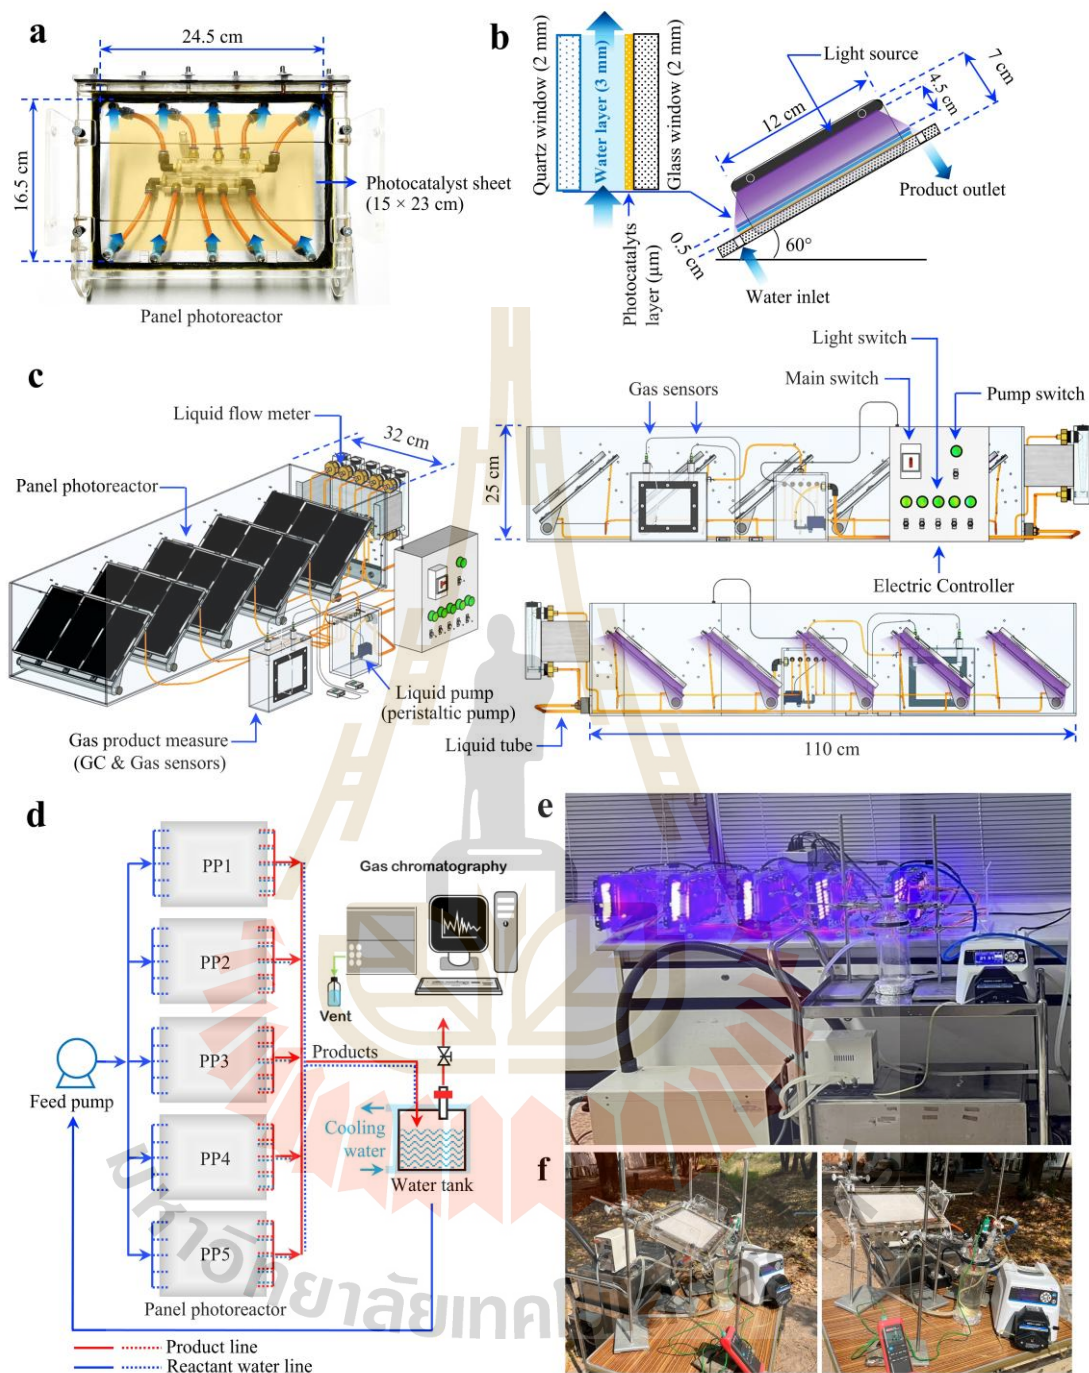 a
24.5 cm
16.5 cm
Photocatalyst sheet
(15 × 23 cm)
Panel photoreactor
b
Quartz window (2 mm)
Water layer (3 mm)
Glass window (2 mm)
Photocatalyts
layer (μm)
Light source
12 cm
4.5 cm
7 cm
Product outlet
0.5 cm
60°
Water inlet
c
Liquid flow meter
32 cm
Panel photoreactor
Liquid pump
(peristaltic pump)
Gas product measure
(GC & Gas sensors)
Light switch
Main switch
Gas sensors
Pump switch
25 cm
Electric Controller
Liquid tube
110 cm
d
PP1
PP2
PP3
PP4
PP5
Feed pump
Panel photoreactor
Gas chromatography
Vent
Products
Cooling
water
Water tank
Product line
Reactant water line
e
f